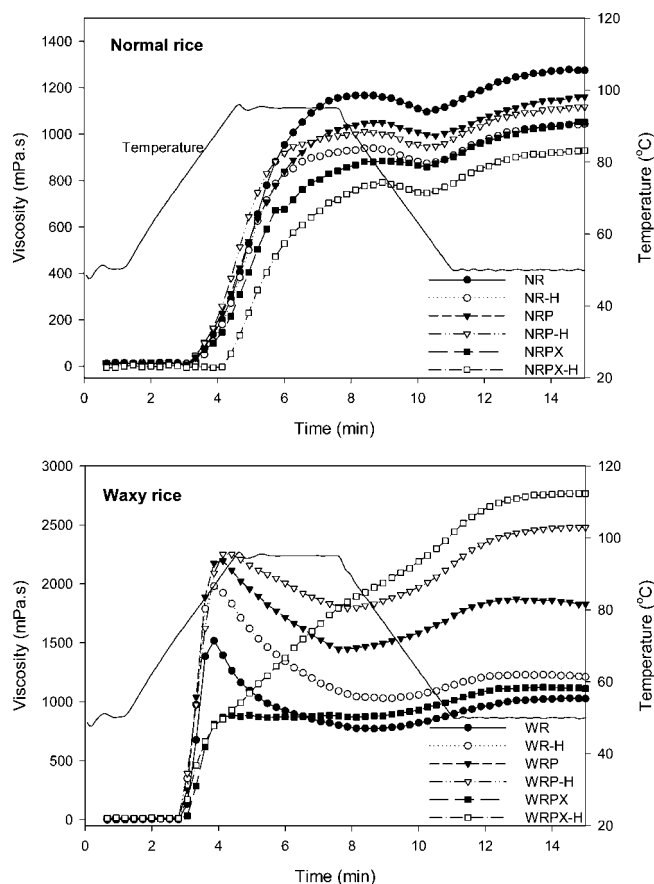 Normal rice
Viscosity (mPa.s)
1400
1200
1000
800
600
400
200
0
Temperature
120
100
80
60
40
20
Temperature (°C)
NR
NR-H
NRP
NRP-H
NRPX
NRPX-H
0 2 4 6 8 10 12 14
Time (min)
Waxy rice
Viscosity (mPa.s)
3000
2500
2000
1500
1000
500
0
120
100
80
60
40
20
Temperature (°C)
WR
WR-H
WRP
WRP-H
WRPX
WRPX-H
0 2 4 6 8 10 12 14
Time (min)